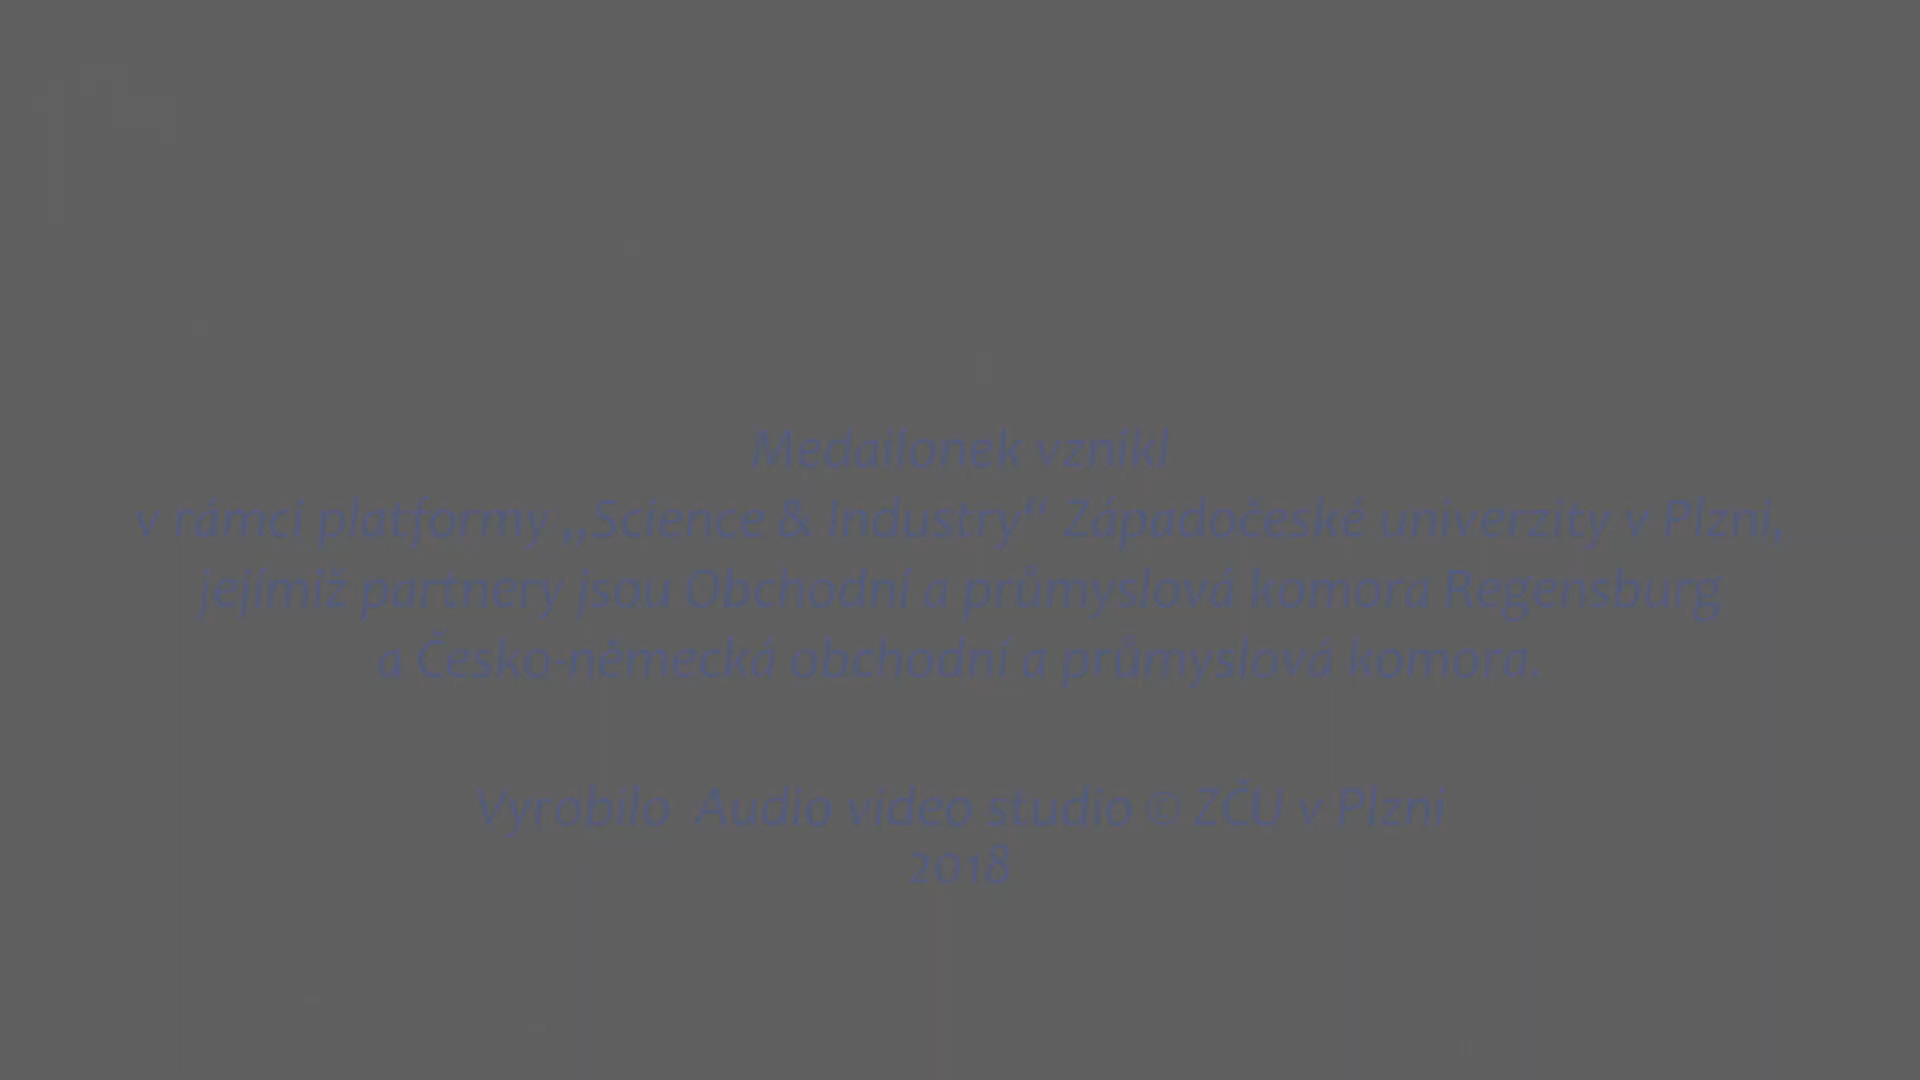 Medailonek vznikl
v rámci platformy „Science & Industry“ Západočeské univerzity v Plzni,
jejímiž partnery jsou Obchodní a průmyslová komora Regensburg
a Česko-německá obchodní a průmyslová komora.
Vyrobilo Audio video studio © ZČU v Plzni
2018